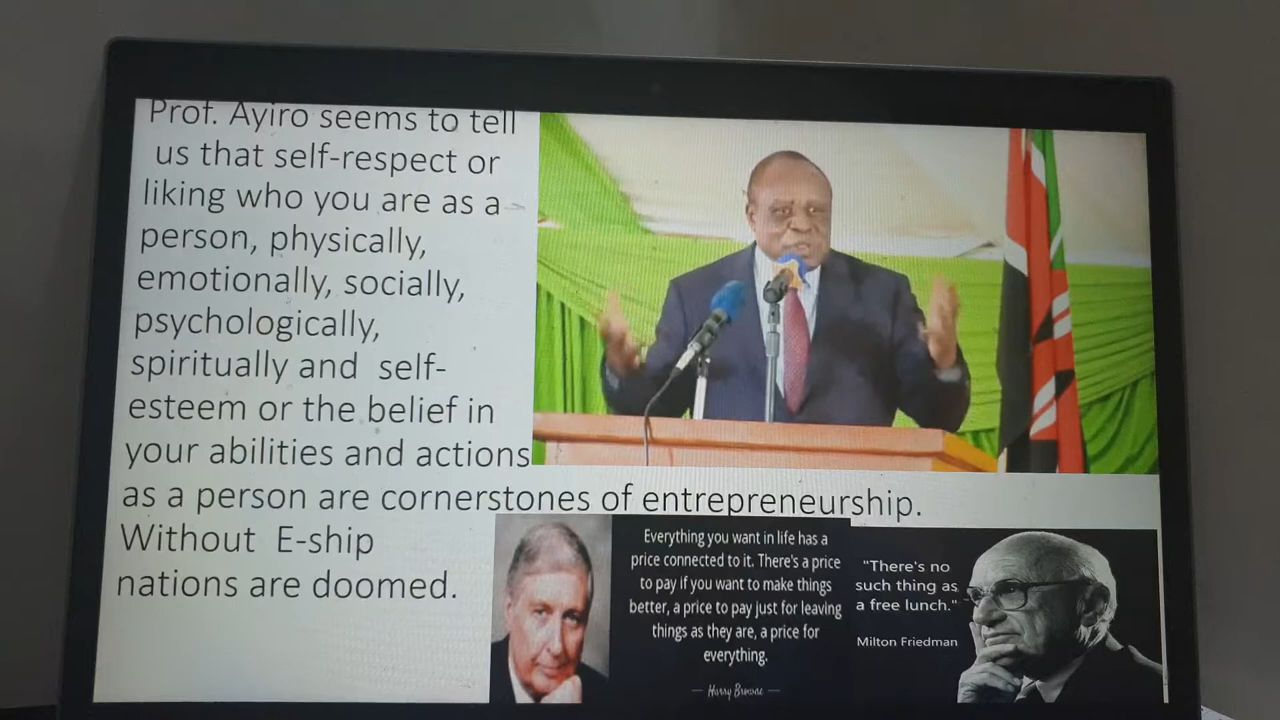 Prof. Ayiro seems to tell
us that self-respect or
liking who you are as a
person, physically,
emotionally, socially,
psychologically,
spiritually and self-
esteem or the belief in
your abilities and actions
as a person are cornerstones of entrepreneurship.
Without E-ship
nations are doomed.
Everything you want in life has a
price connected to it. There's a price
to pay if you want to make things
better, a price to pay just for leaving
things as they are, a price for
everything.
— Harry Browne —
"There's no
such thing as
a free lunch."
Milton Friedman